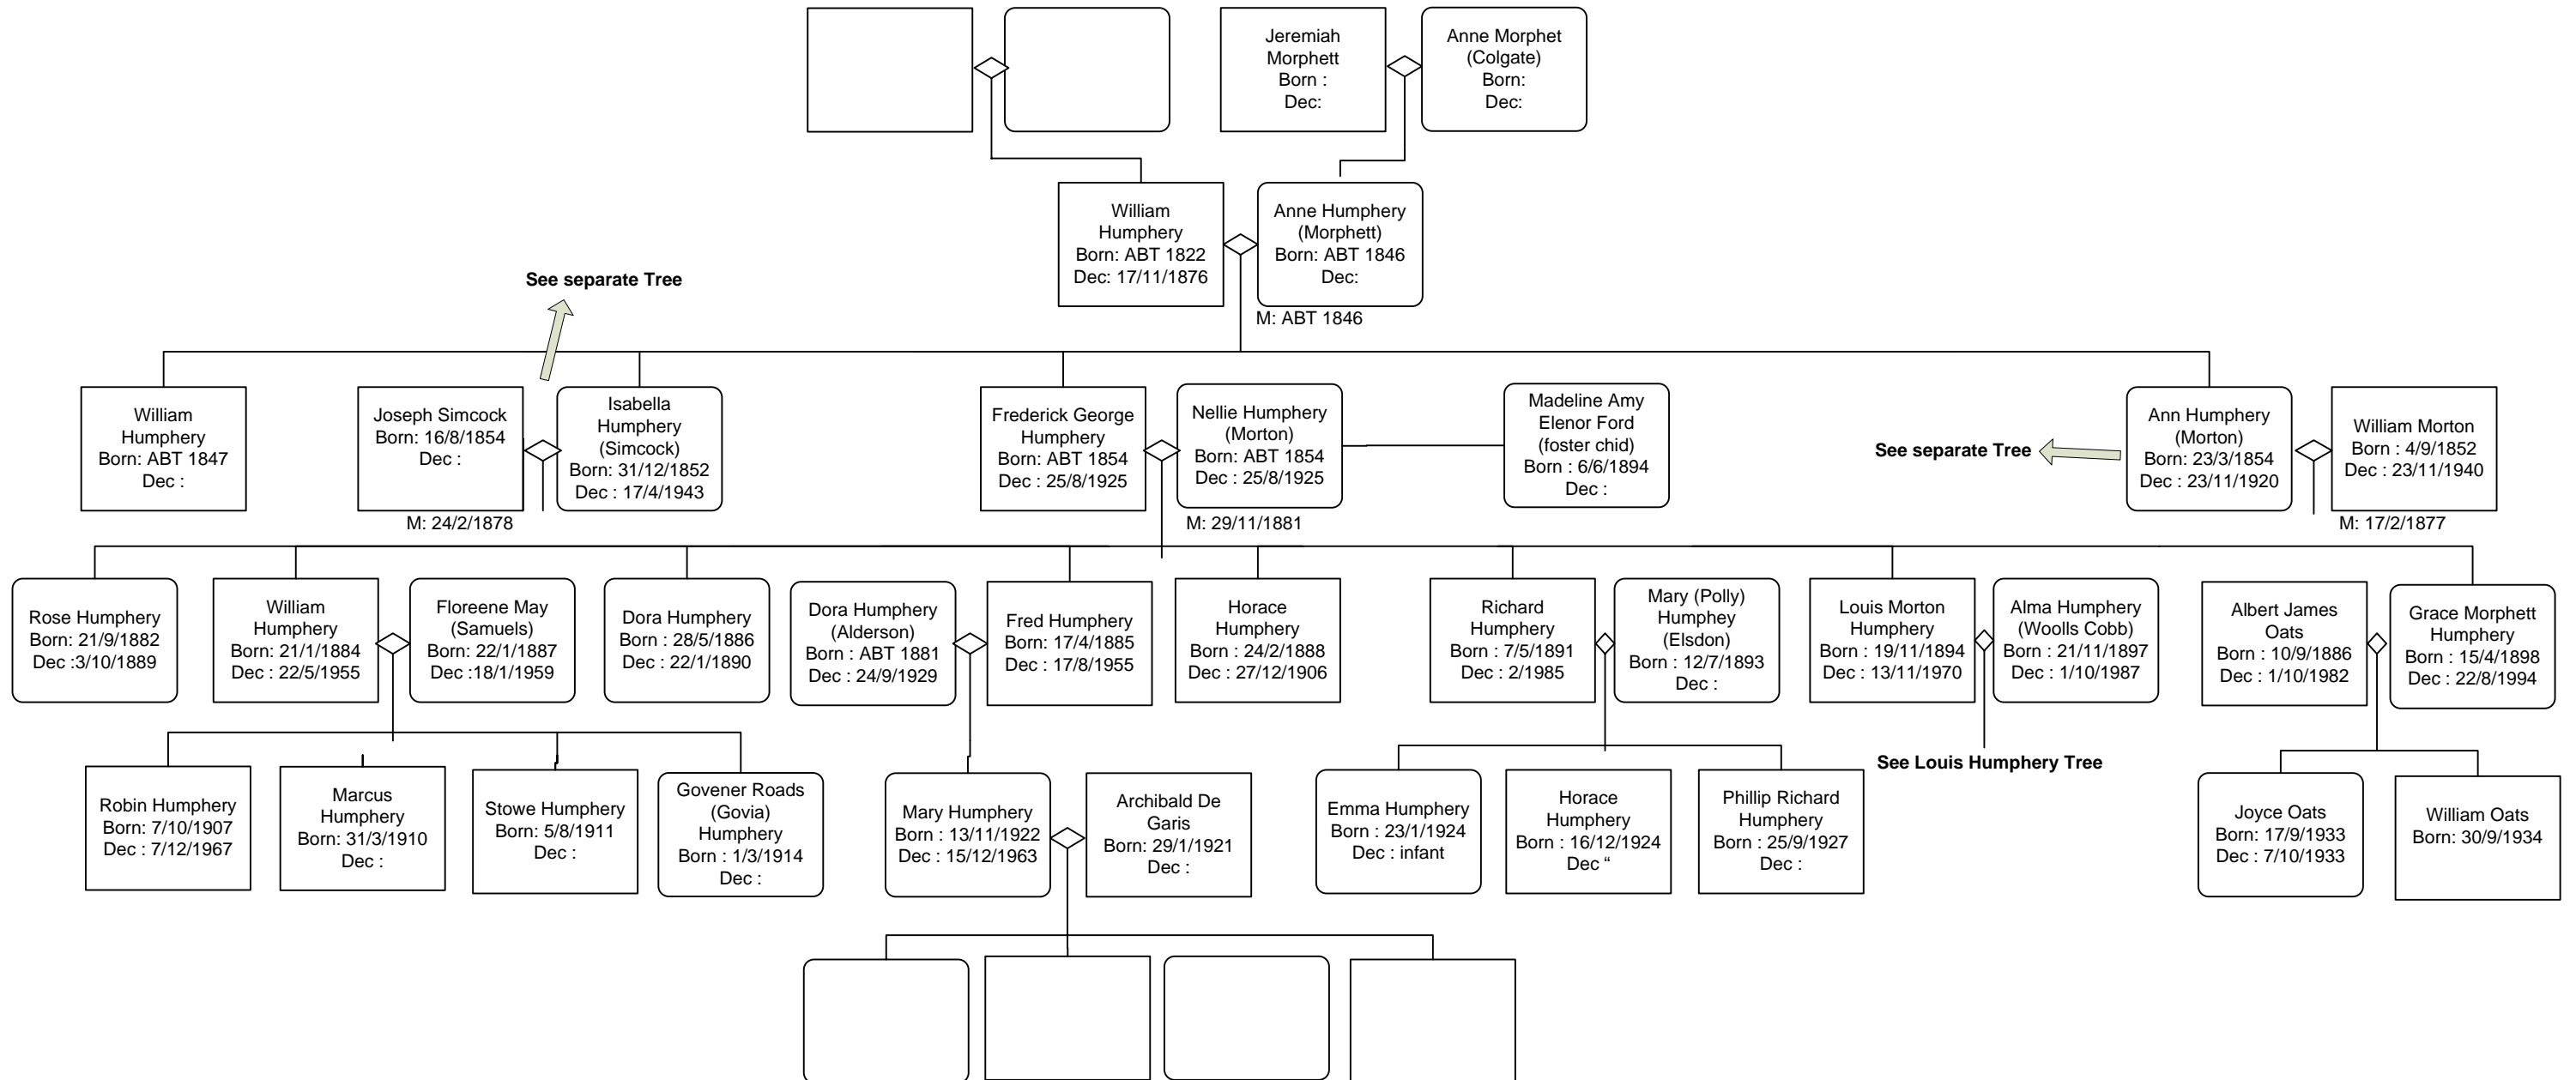 Jeremiah
Morphett
Born :
Dec:
Anne Morphet
(Colgate)
Born:
Dec:
William
Humphery
Born: ABT 1822
Dec: 17/11/1876
Anne Humphery
(Morphett)
Born: ABT 1846
Dec:
M: ABT 1846
See separate Tree
William
Humphery
Born: ABT 1847
Dec :
Joseph Simcock
Born: 16/8/1854
Dec :
Isabella
Humphery
(Simcock)
Born: 31/12/1852
Dec : 17/4/1943
M: 24/2/1878
Frederick George
Humphery
Born: ABT 1854
Dec : 25/8/1925
Nellie Humphery
(Morton)
Born: ABT 1854
Dec : 25/8/1925
M: 29/11/1881
Madeline Amy
Elenor Ford
(foster chid)
Born : 6/6/1894
Dec :
See separate Tree
Ann Humphery
(Morton)
Born: 23/3/1854
Dec : 23/11/1920
William Morton
Born : 4/9/1852
Dec : 23/11/1940
M: 17/2/1877
Rose Humphery
Born: 21/9/1882
Dec :3/10/1889
William
Humphery
Born: 21/1/1884
Dec : 22/5/1955
Floreene May
(Samuels)
Born: 22/1/1887
Dec :18/1/1959
Dora Humphery
Born : 28/5/1886
Dec : 22/1/1890
Dora Humphery
(Alderson)
Born : ABT 1881
Dec : 24/9/1929
Fred Humphery
Born: 17/4/1885
Dec : 17/8/1955
Horace
Humphery
Born : 24/2/1888
Dec : 27/12/1906
Richard
Humphery
Born : 7/5/1891
Dec : 2/1985
Mary (Polly)
Humphey
(Elsdon)
Born : 12/7/1893
Dec :
Louis Morton
Humphery
Born : 19/11/1894
Dec : 13/11/1970
Alma Humphery
(Woolls Cobb)
Born : 21/11/1897
Dec : 1/10/1987
Albert James
Oats
Born : 10/9/1886
Dec : 1/10/1982
Grace Morphett
Humphery
Born : 15/4/1898
Dec : 22/8/1994
Robin Humphery
Born: 7/10/1907
Dec : 7/12/1967
Marcus
Humphery
Born: 31/3/1910
Dec :
Stowe Humphery
Born: 5/8/1911
Dec :
Govener Roads
(Govia)
Humphery
Born : 1/3/1914
Dec :
Mary Humphery
Born : 13/11/1922
Dec : 15/12/1963
Archibald De
Garis
Born: 29/1/1921
Dec :
Emma Humphery
Born : 23/1/1924
Dec : infant
Horace
Humphery
Born : 16/12/1924
Dec “
Phillip Richard
Humphery
Born : 25/9/1927
Dec :
See Louis Humphery Tree
Joyce Oats
Born: 17/9/1933
Dec : 7/10/1933
William Oats
Born: 30/9/1934